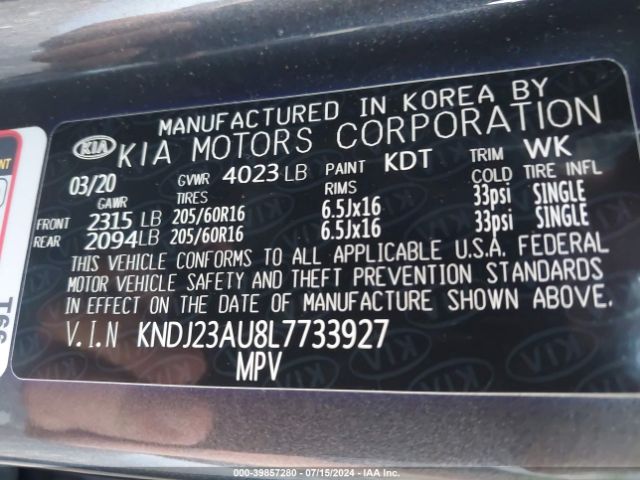 MANUFACTURED IN KOREA BY
KIA KIA MOTORS CORPORATION
03/20 GVWR 4023 LB PAINT KDT TRIM WK
GAWR TIRES RIMS COLD TIRE INFL
FRONT 2315 LB 205/60R16 6.5Jx16 33psi SINGLE
REAR 2094 LB 205/60R16 6.5Jx16 33psi SINGLE
THIS VEHICLE CONFORMS TO ALL APPLICABLE U.S.A. FEDERAL
MOTOR VEHICLE SAFETY AND THEFT PREVENTION STANDARDS
IN EFFECT ON THE DATE OF MANUFACTURE SHOWN ABOVE.
V.I.N KNDJ23AU8L7733927
MPV
000-39857280 - 07/15/2024 - IAA Inc.